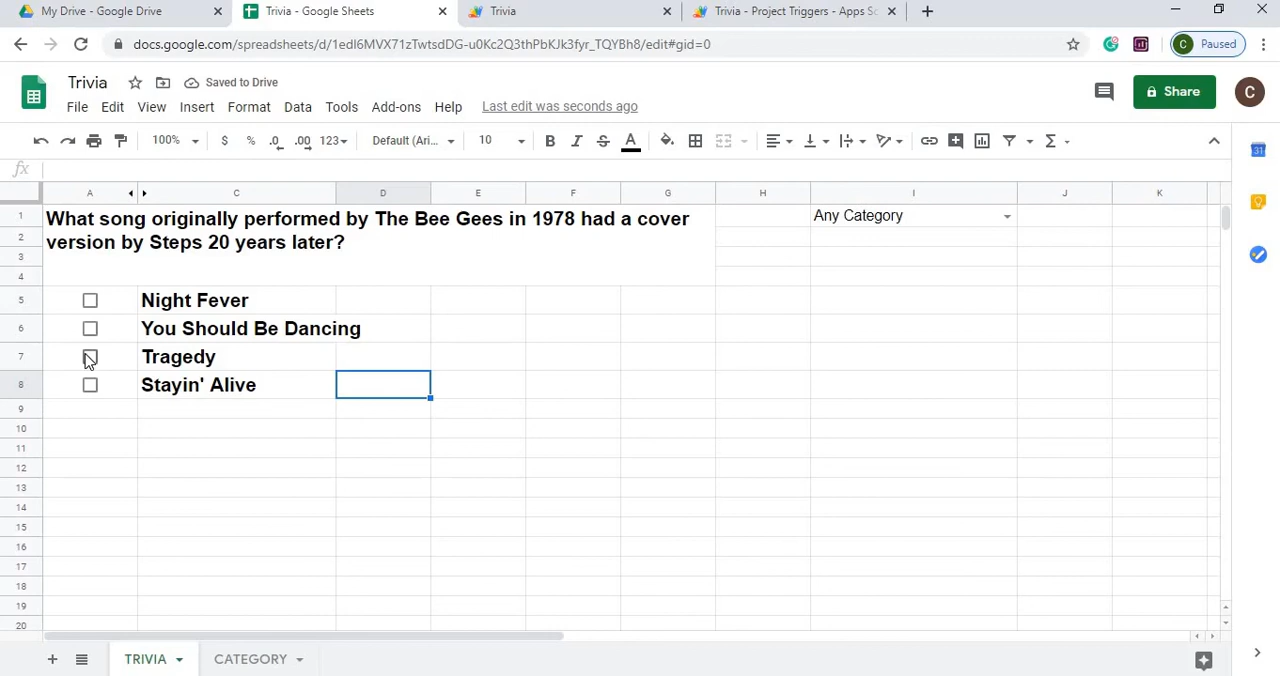 My Drive - Google Drive
Trivia - Google Sheets
Trivia
Trivia - Project Triggers - Apps Sc
docs.google.com/spreadsheets/d/1edI6MVX71zTwtsdDG-u0Kc2Q3thPbKJk3fyr_TQYBh8/edit#gid=0
C Paused
Trivia
Saved to Drive
File Edit View Insert Format Data Tools Add-ons Help Last edit was seconds ago
Share
C
100% $ % .0 .00 123 Default (Ari... 10 B I S A Σ
31
fx
A C D E F G H I J K
1 What song originally performed by The Bee Gees in 1978 had a cover Any Category
2 version by Steps 20 years later?
3
4
5 Night Fever
6 You Should Be Dancing
7 Tragedy
8 Stayin' Alive
9
10
11
12
13
14
15
16
17
18
19
20
TRIVIA CATEGORY